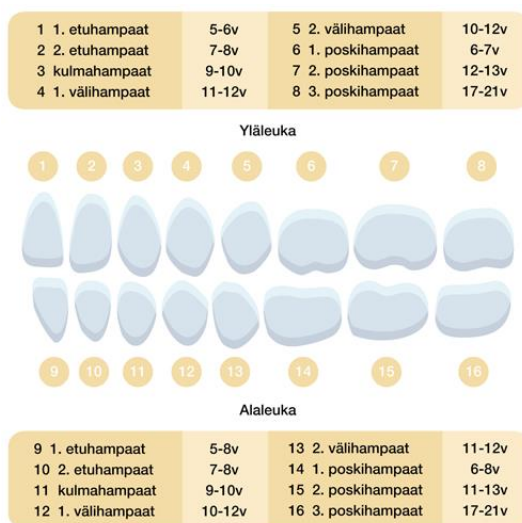 1 1. etuhampaat 5-6v 5 2. välihampaat 10-12v
2 2. etuhampaat 7-8v 6 1. poskihampaat 6-7v
3 kulmahampaat 9-10v 7 2. poskihampaat 12-13v
4 1. välihampaat 11-12v 8 3. poskihampaat 17-21v
Yläleuka
1 2 3 4 5 6 7 8
9 10 11 12 13 14 15 16
Alaleuka
9 1. etuhampaat 5-8v 13 2. välihampaat 11-12v
10 2. etuhampaat 7-8v 14 1. poskihampaat 6-8v
11 kulmahampaat 9-10v 15 2. poskihampaat 11-13v
12 1. välihampaat 10-12v 16 3. poskihampaat 17-21v